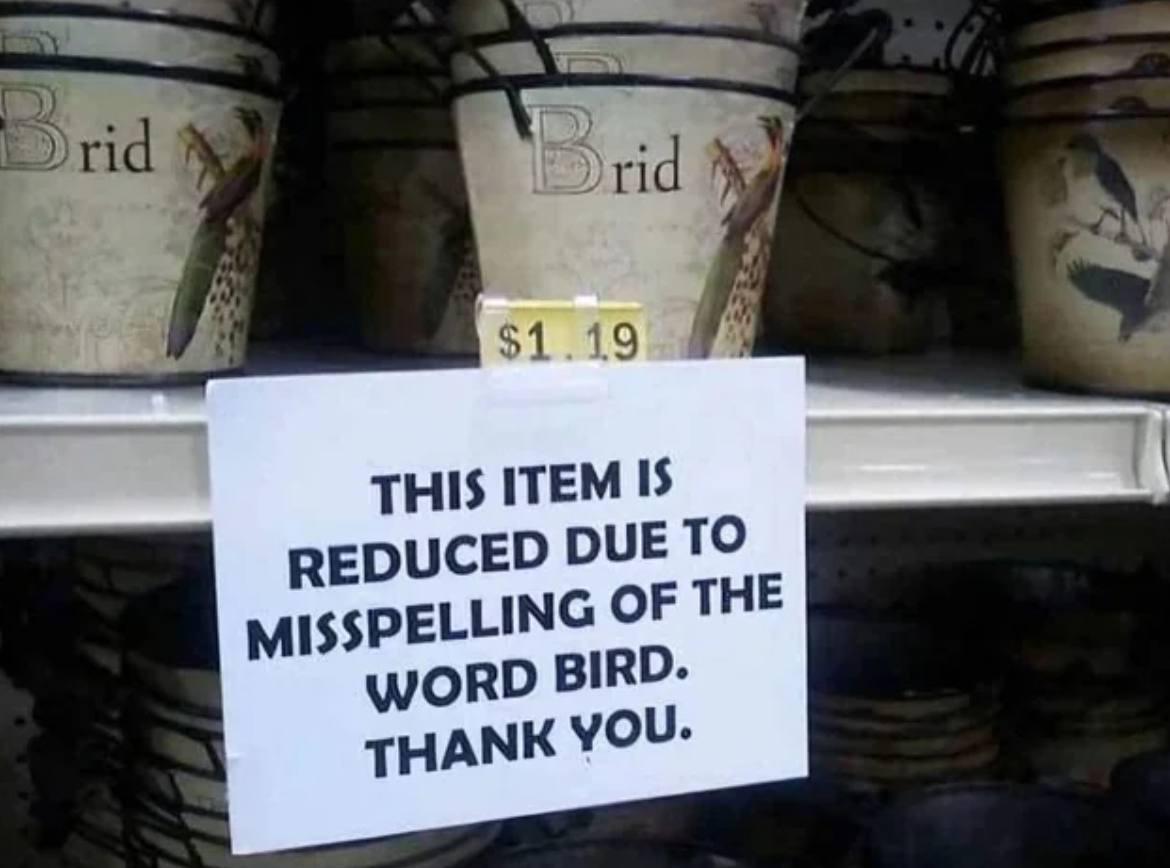 Brid
Brid
$1.19
THIS ITEM IS
REDUCED DUE TO
MISSPELLING OF THE
WORD BIRD.
THANK YOU.